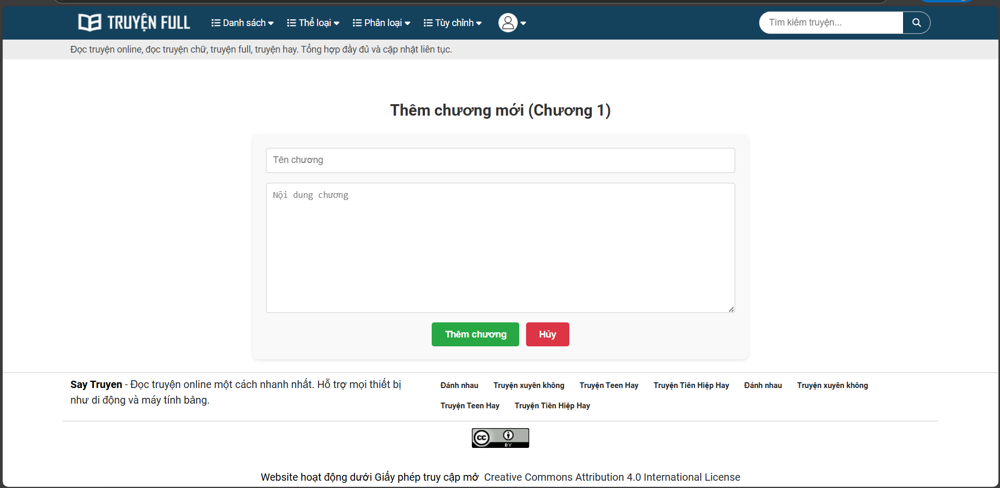 TRUYỆN FULL Danh sách Thể loại Phân loại Tùy chỉnh Tìm kiếm truyện...
Đọc truyện online, đọc truyện chữ, truyện full, truyện hay. Tổng hợp đầy đủ và cập nhật liên tục.
Thêm chương mới (Chương 1)
Tên chương
Nội dung chương
Thêm chương Hủy
Say Truyen - Đọc truyện online một cách nhanh nhất. Hỗ trợ mọi thiết bị
như di động và máy tính bảng.
Đánh nhau Truyện xuyên không Truyện Teen Hay Truyện Tiên Hiệp Hay Đánh nhau Truyện xuyên không
Truyện Teen Hay Truyện Tiên Hiệp Hay
cc BY
Website hoạt động dưới Giấy phép truy cập mở Creative Commons Attribution 4.0 International License